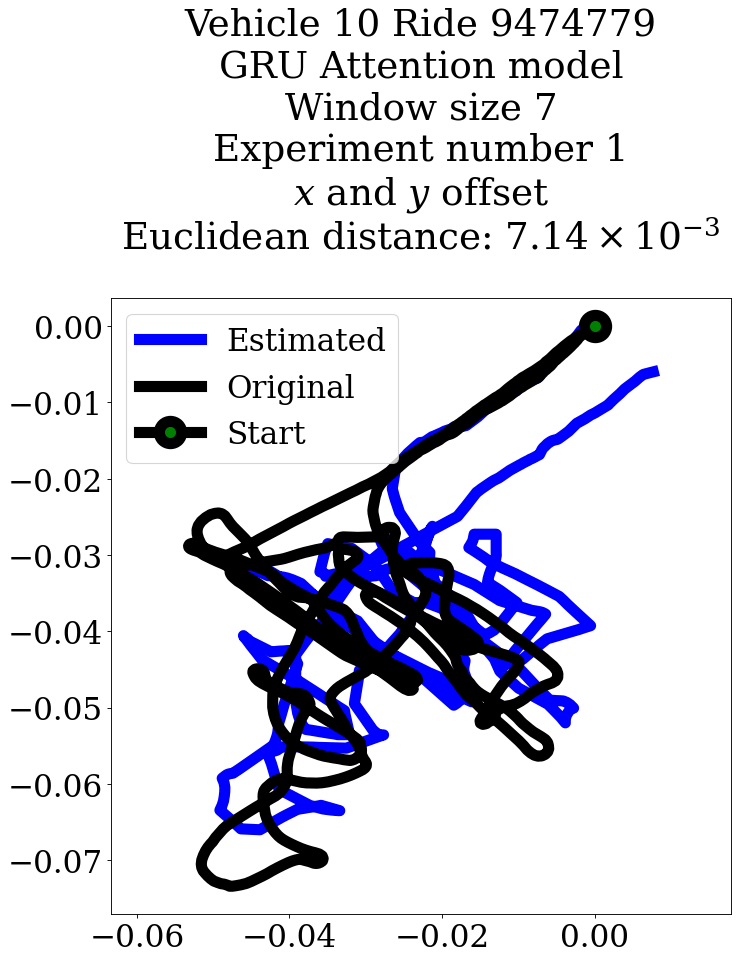 Vehicle 10 Ride 9474779
GRU Attention model
Window size 7
Experiment number 1
x and y offset
Euclidean distance: 7.14 × 10⁻³
Estimated
Original
Start
0.00
−0.01
−0.02
−0.03
−0.04
−0.05
−0.06
−0.07
−0.06 −0.04 −0.02 0.00